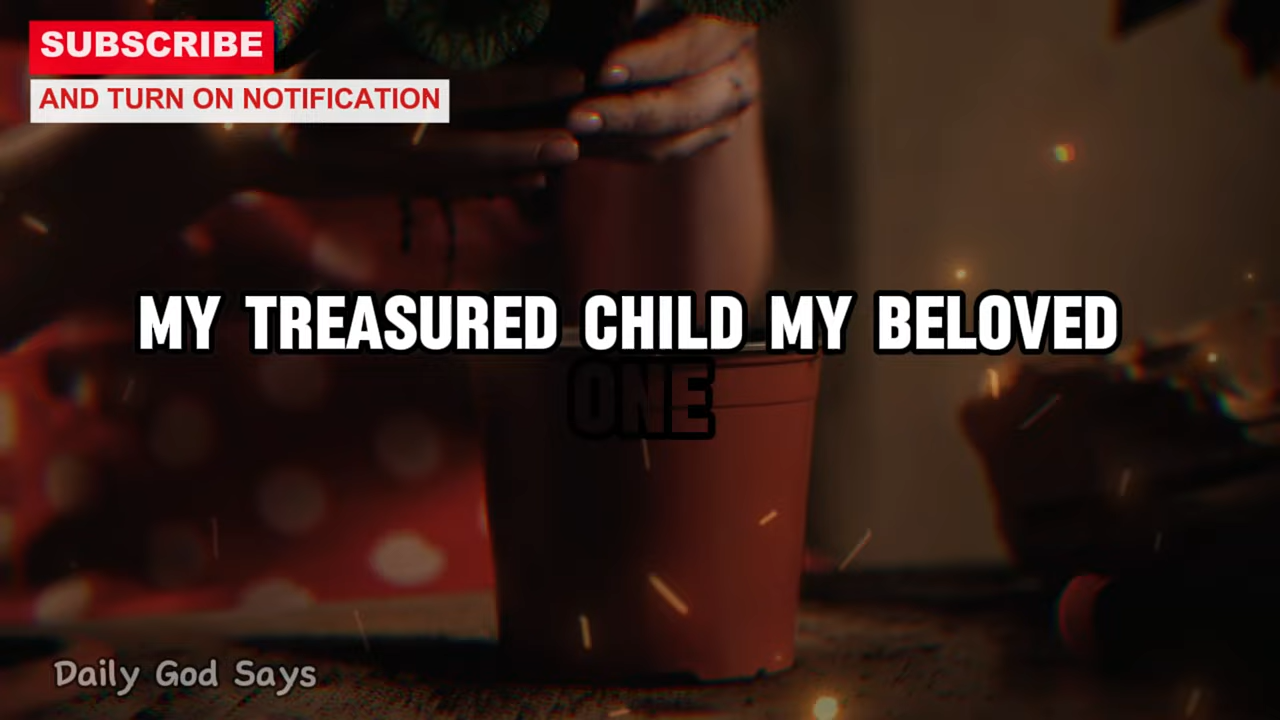 SUBSCRIBE
AND TURN ON NOTIFICATION
MY TREASURED CHILD MY BELOVED
ONE
Daily God Says